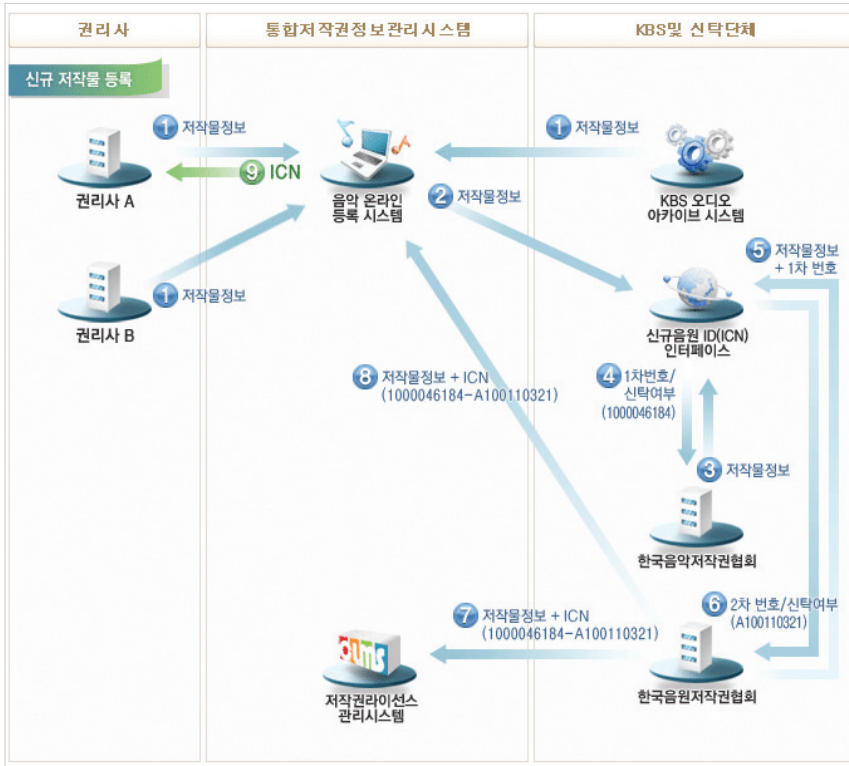 권리사
통합저작권정보관리시스템
KBS및 신탁단체
신규 저작물 등록
1 저작물정보
1 저작물정보
9 ICN
권리사 A
음악 온라인
등록 시스템
2 저작물정보
KBS 오디오
아카이브 시스템
5 저작물정보
+ 1차 번호
1 저작물정보
권리사 B
신규음원 ID(ICN)
인터페이스
8 저작물정보 + ICN
(1000046184-A100110321)
4 1차번호/
신탁여부
(1000046184)
3 저작물정보
한국음악저작권협회
6 2차 번호/신탁여부
(A100110321)
7 저작물정보 + ICN
(1000046184-A100110321)
CLMS
저작권라이선스
관리시스템
한국음원저작권협회